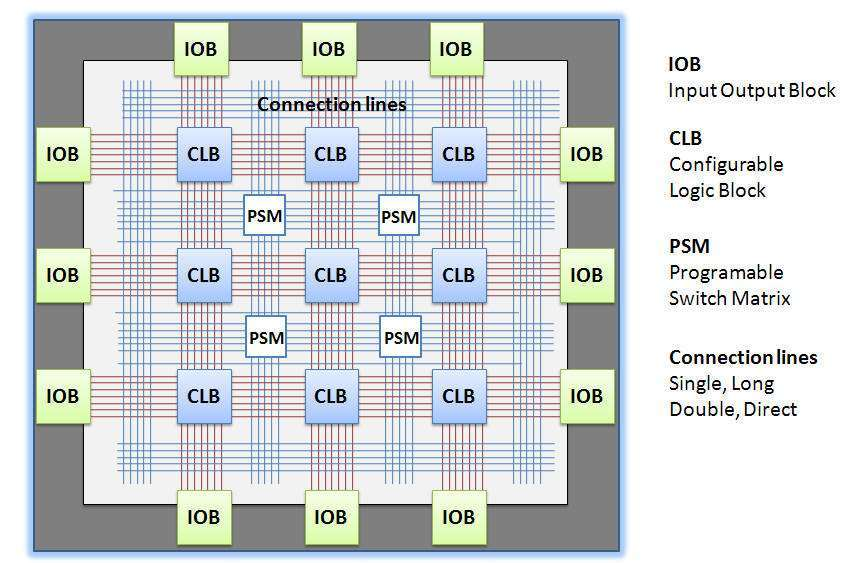 IOB IOB IOB
Connection lines
IOB CLB CLB CLB IOB
PSM PSM
IOB CLB CLB CLB IOB
PSM PSM
IOB CLB CLB CLB IOB
IOB IOB IOB
IOB
Input Output Block
CLB
Configurable
Logic Block
PSM
Programable
Switch Matrix
Connection lines
Single, Long
Double, Direct